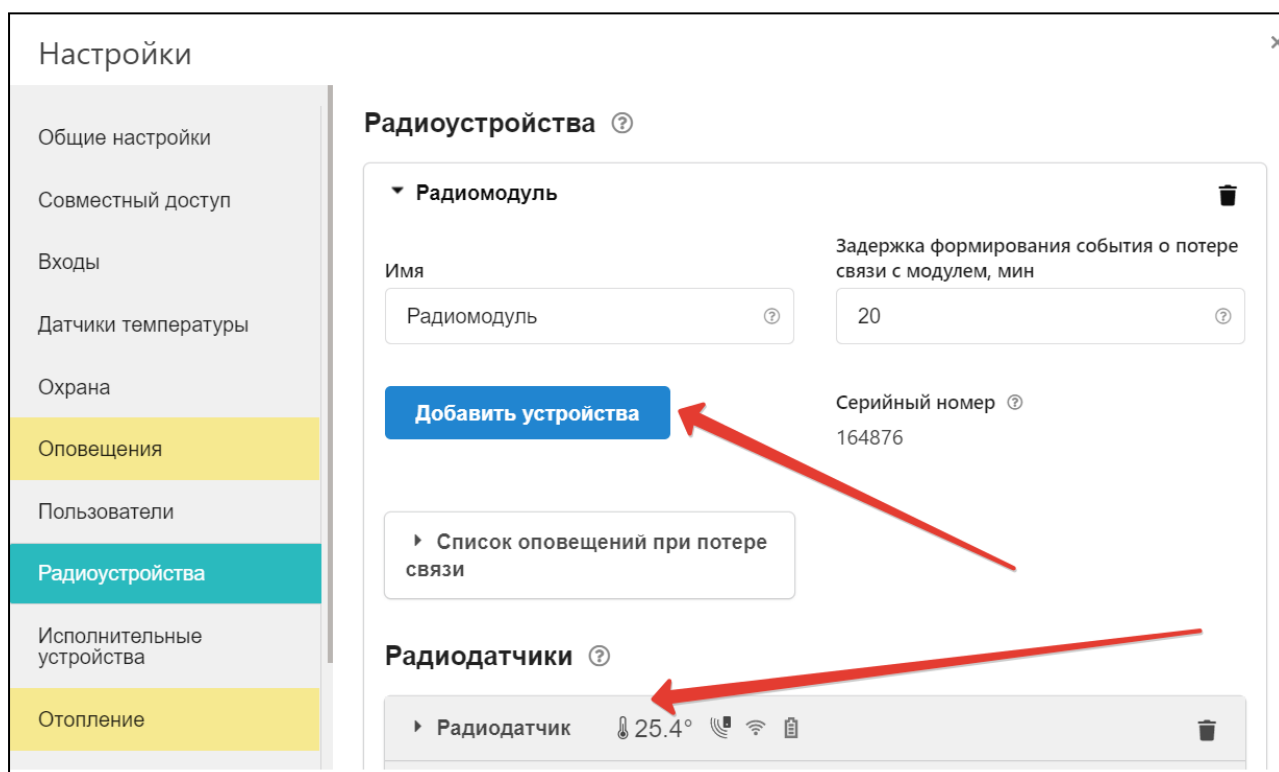 Настройки
Общие настройки
Совместный доступ
Входы
Датчики температуры
Охрана
Оповещения
Пользователи
Радиоустройства
Исполнительные
устройства
Отопление
Радиоустройства
Радиомодуль
Имя
Радиомодуль
Задержка формирования события о потере
связи с модулем, мин
20
Добавить устройства
Серийный номер
164876
Список оповещений при потере
связи
Радиодатчики
Радиодатчик 25.4°